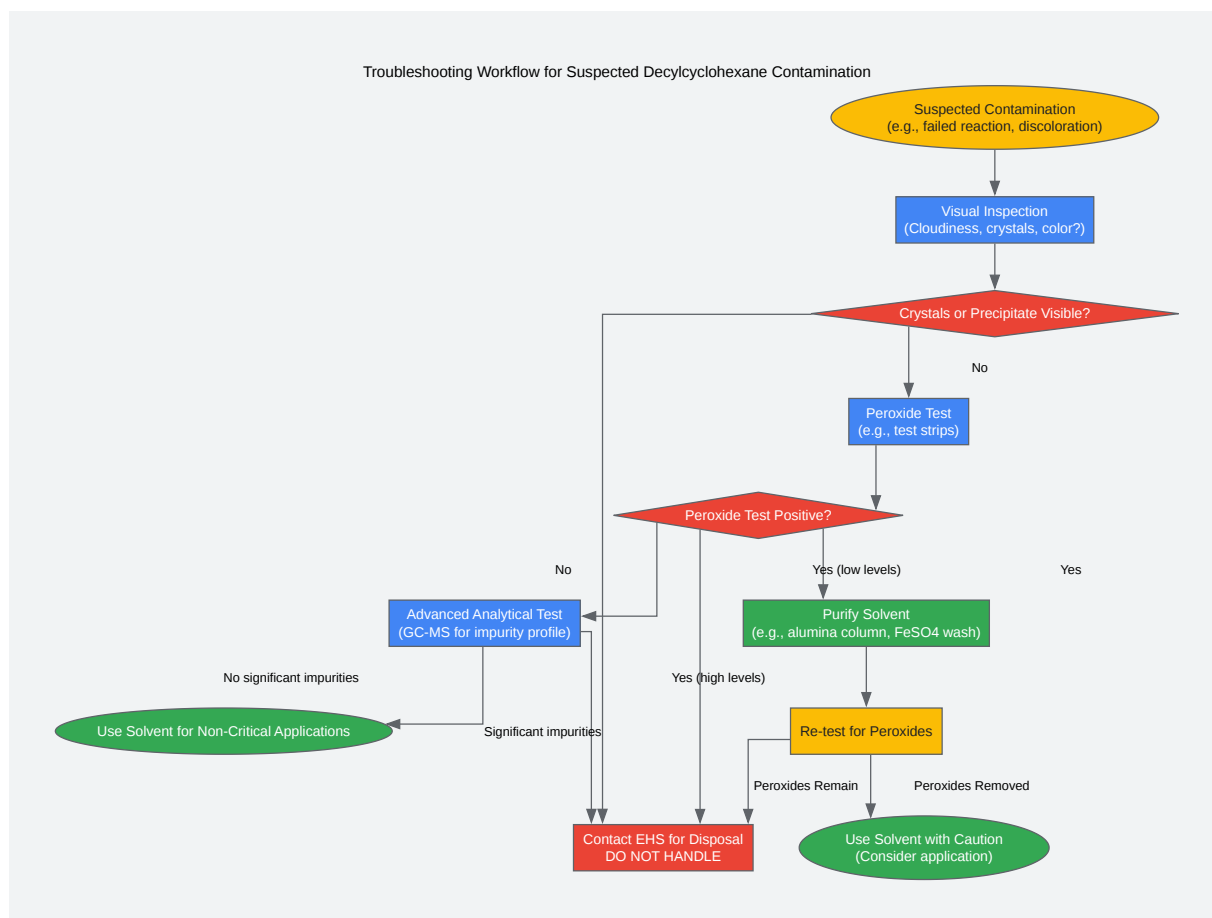 Troubleshooting Workflow for Suspected Decylcyclohexane Contamination
Suspected Contamination
(e.g., failed reaction, discoloration)
Visual Inspection
(Cloudiness, crystals, color?)
Crystals or Precipitate Visible?
No
Peroxide Test
(e.g., test strips)
Peroxide Test Positive?
No
Yes (low levels)
Yes
Advanced Analytical Test
(GC-MS for impurity profile)
Purify Solvent
(e.g., alumina column, FeSO4 wash)
No significant impurities
Yes (high levels)
Use Solvent for Non-Critical Applications
Significant impurities
Re-test for Peroxides
Peroxides Remain
Peroxides Removed
Contact EHS for Disposal
DO NOT HANDLE
Use Solvent with Caution
(Consider application)